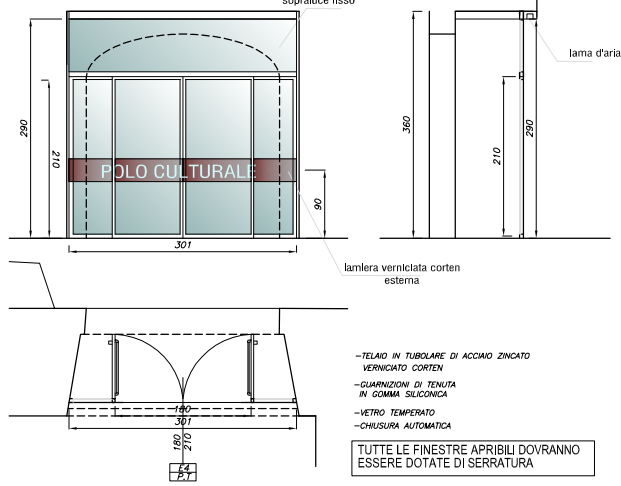 sopraluce fisso
lama d'aria
290
210
POLO CULTURALE
90
301
360
210
290
lamiera verniciata corten
esterna
180
301
180
210
E4
P.T
-TELAIO IN TUBOLARE DI ACCIAIO ZINCATO
VERNICIATO CORTEN
-GUARNIZIONI DI TENUTA
IN GOMMA SILICONICA
-VETRO TEMPERATO
-CHIUSURA AUTOMATICA
TUTTE LE FINESTRE APRIBILI DOVRANNO
ESSERE DOTATE DI SERRATURA